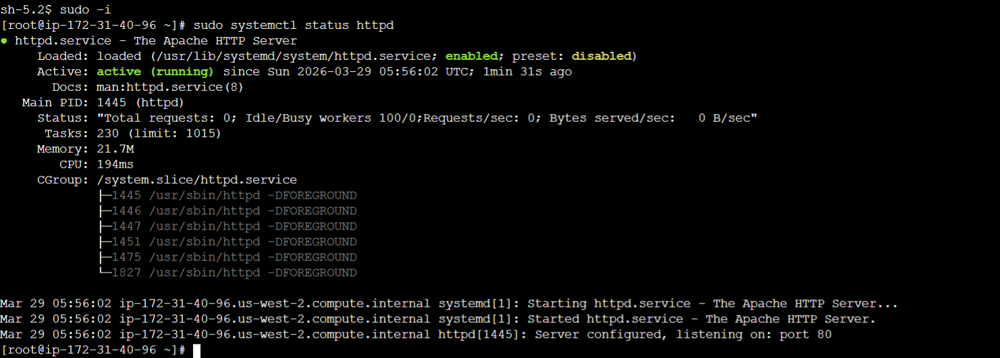 sh-5.2$ sudo -i
[root@ip-172-31-40-96 ~]# sudo systemctl status httpd
● httpd.service - The Apache HTTP Server
     Loaded: loaded (/usr/lib/systemd/system/httpd.service; enabled; preset: disabled)
     Active: active (running) since Sun 2026-03-29 05:56:02 UTC; 1min 31s ago
       Docs: man:httpd.service(8)
   Main PID: 1445 (httpd)
     Status: "Total requests: 0; Idle/Busy workers 100/0;Requests/sec: 0; Bytes served/sec:   0 B/sec"
      Tasks: 230 (limit: 1015)
     Memory: 21.7M
        CPU: 194ms
     CGroup: /system.slice/httpd.service
             ├─1445 /usr/sbin/httpd -DFOREGROUND
             ├─1446 /usr/sbin/httpd -DFOREGROUND
             ├─1447 /usr/sbin/httpd -DFOREGROUND
             ├─1451 /usr/sbin/httpd -DFOREGROUND
             ├─1475 /usr/sbin/httpd -DFOREGROUND
             └─1827 /usr/sbin/httpd -DFOREGROUND

Mar 29 05:56:02 ip-172-31-40-96.us-west-2.compute.internal systemd[1]: Starting httpd.service - The Apache HTTP Server...
Mar 29 05:56:02 ip-172-31-40-96.us-west-2.compute.internal systemd[1]: Started httpd.service - The Apache HTTP Server.
Mar 29 05:56:02 ip-172-31-40-96.us-west-2.compute.internal httpd[1445]: Server configured, listening on: port 80
[root@ip-172-31-40-96 ~]#